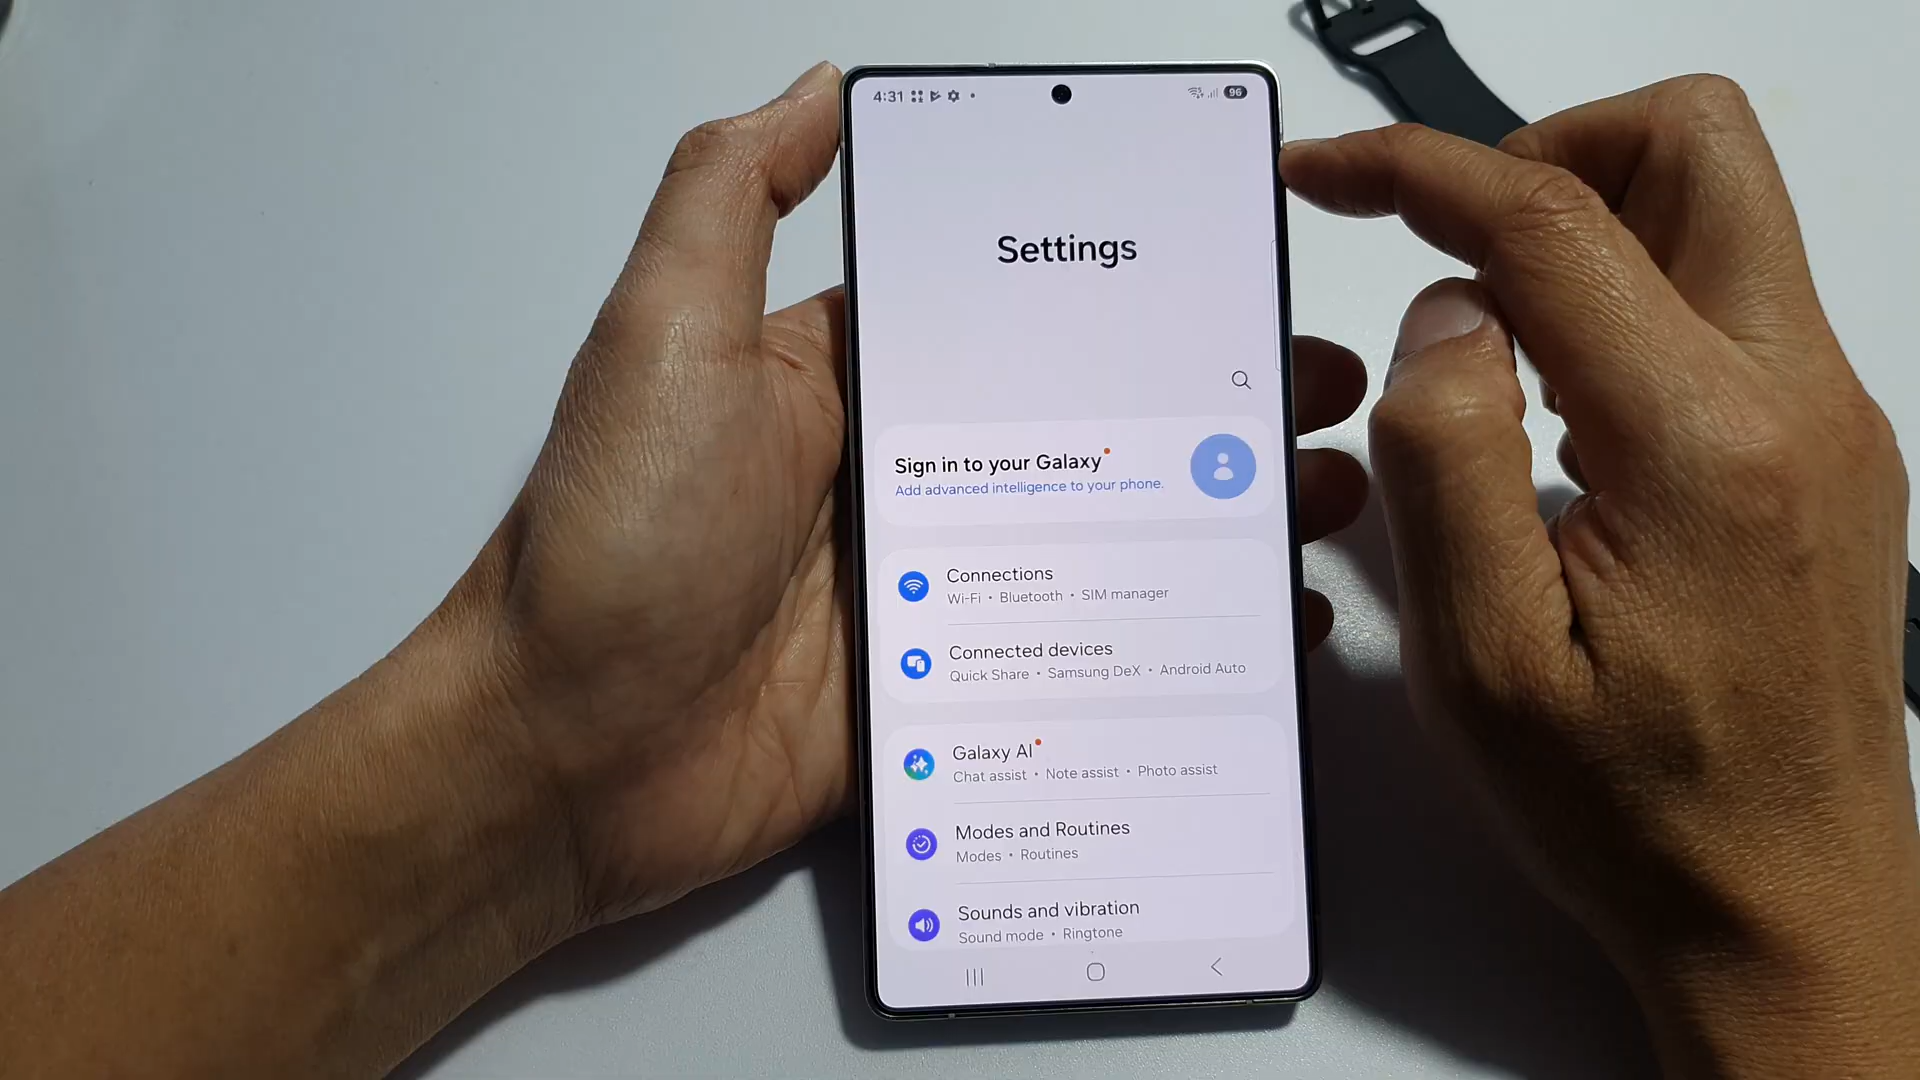 4:31
96
Settings
Sign in to your Galaxy
Add advanced intelligence to your phone.
Connections
Wi-Fi • Bluetooth • SIM manager
Connected devices
Quick Share • Samsung DeX • Android Auto
Galaxy AI
Chat assist • Note assist • Photo assist
Modes and Routines
Modes • Routines
Sounds and vibration
Sound mode • Ringtone